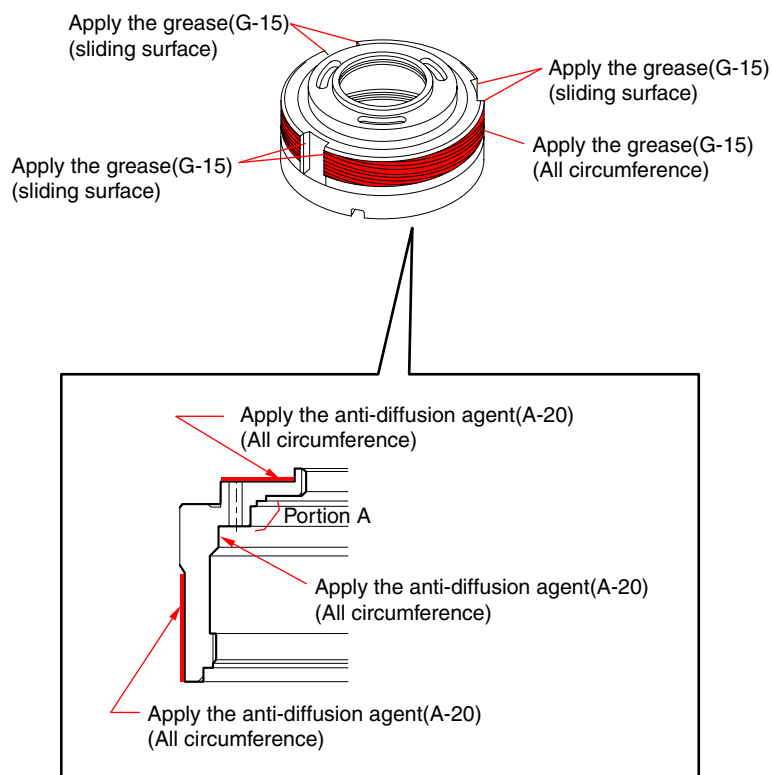 Apply the grease(G-15)
(sliding surface)
Apply the grease(G-15)
(sliding surface)
Apply the grease(G-15)
(All circumference)
Apply the grease(G-15)
(sliding surface)
Apply the anti-diffusion agent(A-20)
(All circumference)
Portion A
Apply the anti-diffusion agent(A-20)
(All circumference)
Apply the anti-diffusion agent(A-20)
(All circumference)